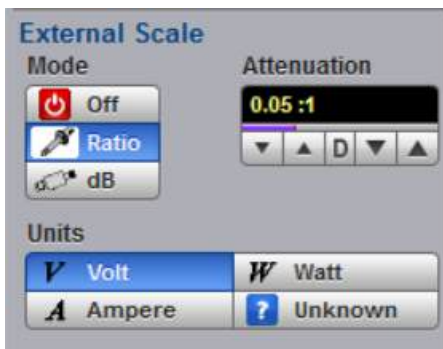 External Scale
Mode
Attenuation
Off
0.05 :1
Ratio
D
dB
Units
V Volt
W Watt
A Ampere
? Unknown